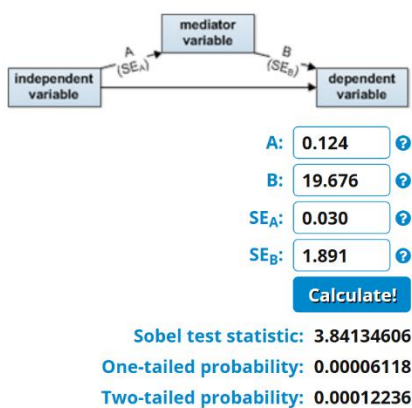 mediator
variable
A
(SEA)
B
(SEB)
independent
variable
dependent
variable
A: 0.124 ?
B: 19.676 ?
SEA: 0.030 ?
SEB: 1.891 ?
Calculate!
Sobel test statistic: 3.84134606
One-tailed probability: 0.00006118
Two-tailed probability: 0.00012236